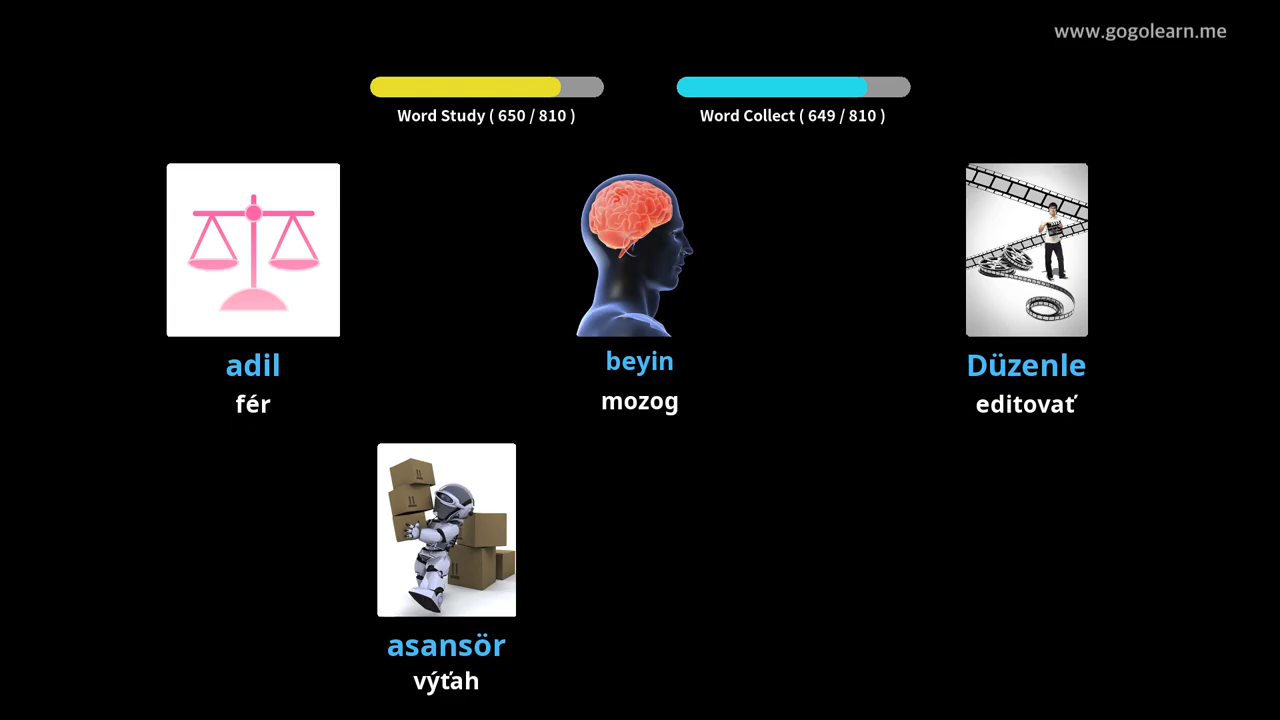 www.gogolearn.me
Word Study ( 650 / 810 )
Word Collect ( 649 / 810 )
adil
fér
beyin
mozog
Düzenle
editovať
asansör
výťah